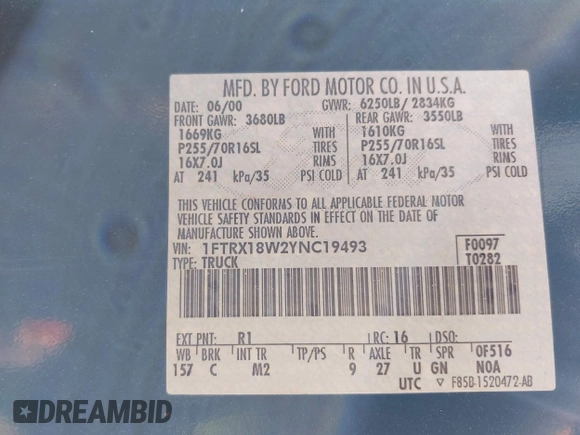 MFD. BY FORD MOTOR CO. IN U.S.A.
DATE: 06/00 GVWR: 6250LB/ 2834KG
FRONT GAWR: 3680LB REAR GAWR: 3550LB
1669KG WITH 1610KG WITH
P255/70R16SL TIRES P255/70R16SL TIRES
16X7.0J RIMS 16X7.0J RIMS
AT 241 kPa/35 PSI COLD AT 241 kPa/35 PSI COLD
THIS VEHICLE CONFORMS TO ALL APPLICABLE FEDERAL MOTOR
VEHICLE SAFETY STANDARDS IN EFFECT ON THE DATE OF
MANUFACTURE SHOWN ABOVE.
VIN: 1FTRX18W2YNC19493 F0097
TYPE: TRUCK T0282
EXT PNT: R1 RC: 16 DSO:
WB BRK INT TR TP/PS R AXLE TR SPR 0F516
157 C M2 9 27 U GN NOA
UTC ▽ F85B-1520472-AB
DREAMBID